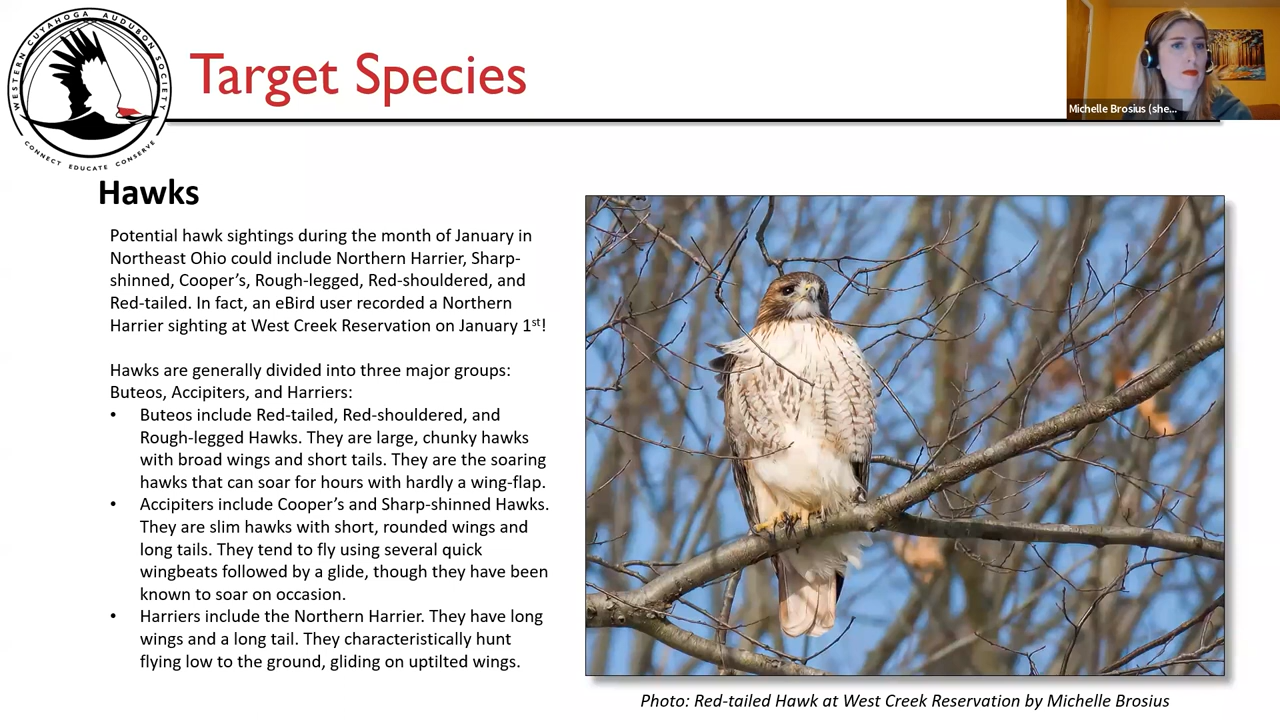 WESTERN CUYAHOGA AUDUBON SOCIETY
CONNECT EDUCATE CONSERVE
Target Species
Michelle Brosius (she...
Hawks
Potential hawk sightings during the month of January in
Northeast Ohio could include Northern Harrier, Sharp-
shinned, Cooper’s, Rough-legged, Red-shouldered, and
Red-tailed. In fact, an eBird user recorded a Northern
Harrier sighting at West Creek Reservation on January 1st!
Hawks are generally divided into three major groups:
Buteos, Accipiters, and Harriers:
• Buteos include Red-tailed, Red-shouldered, and
Rough-legged Hawks. They are large, chunky hawks
with broad wings and short tails. They are the soaring
hawks that can soar for hours with hardly a wing-flap.
• Accipiters include Cooper’s and Sharp-shinned Hawks.
They are slim hawks with short, rounded wings and
long tails. They tend to fly using several quick
wingbeats followed by a glide, though they have been
known to soar on occasion.
• Harriers include the Northern Harrier. They have long
wings and a long tail. They characteristically hunt
flying low to the ground, gliding on uptilted wings.
Photo: Red-tailed Hawk at West Creek Reservation by Michelle Brosius